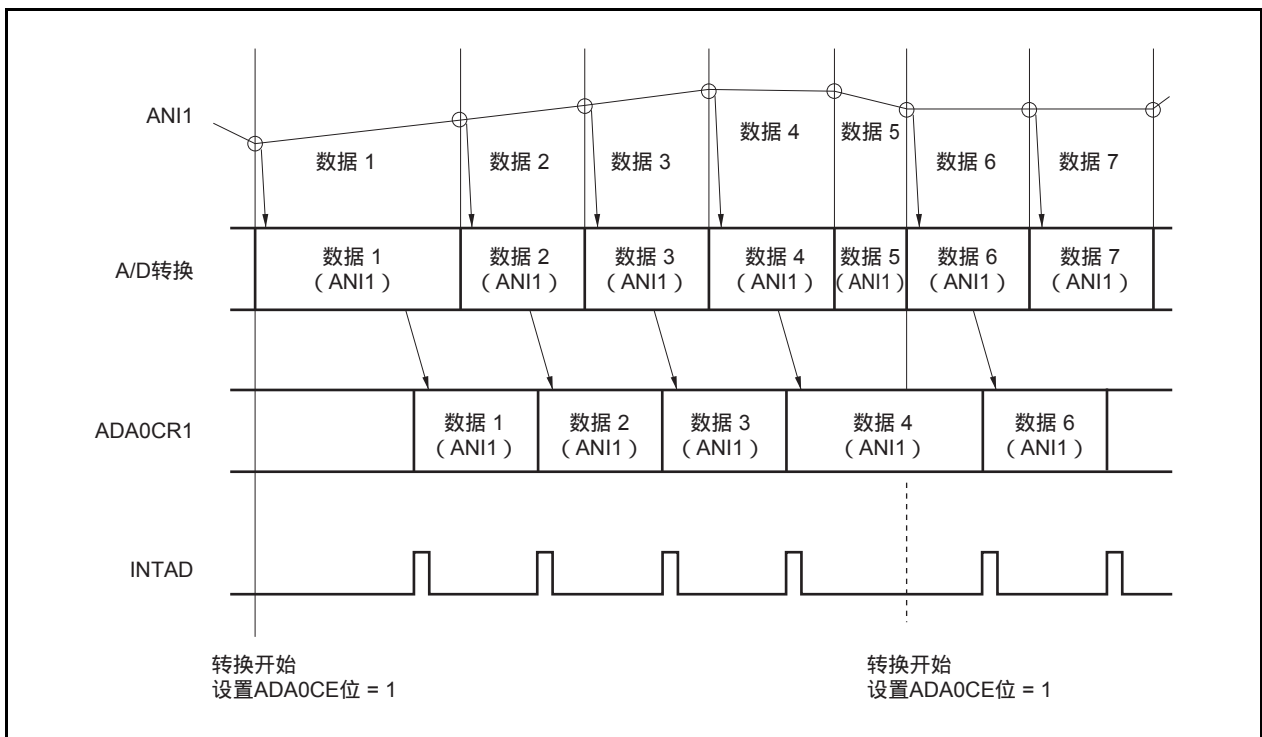 ANI1
数据 1
数据 2
数据 3
数据 4
数据 5
数据 6
数据 7
A/D转换
数据 1
（ANI1）
数据 2
（ANI1）
数据 3
（ANI1）
数据 4
（ANI1）
数据 5
（ANI1）
数据 6
（ANI1）
数据 7
（ANI1）
ADA0CR1
数据 1
（ANI1）
数据 2
（ANI1）
数据 3
（ANI1）
数据 4
（ANI1）
数据 6
（ANI1）
INTAD
转换开始
设置ADA0CE位 = 1
转换开始
设置ADA0CE位 = 1